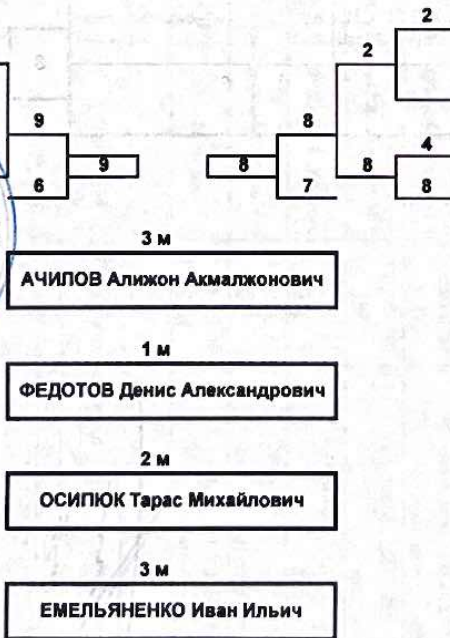 2
2
9
8
4
9
8
8
8
6
7
3 м
АЧИЛОВ Алижон Акмалжонович
1 м
ФЕДОТОВ Денис Александрович
2 м
ОСИПЮК Тарас Михайлович
3 м
ЕМЕЛЬЯНЕНКО Иван Ильич